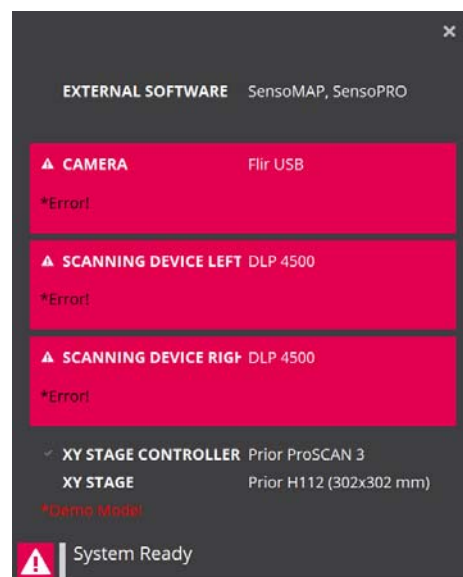 EXTERNAL SOFTWARE SensoMAP, SensoPRO
CAMERA Flir USB
*Error!
SCANNING DEVICE LEFT DLP 4500
*Error!
SCANNING DEVICE RIGH DLP 4500
*Error!
XY STAGE CONTROLLER Prior ProSCAN 3
XY STAGE Prior H112 (302x302 mm)
*Demo Mode!
System Ready